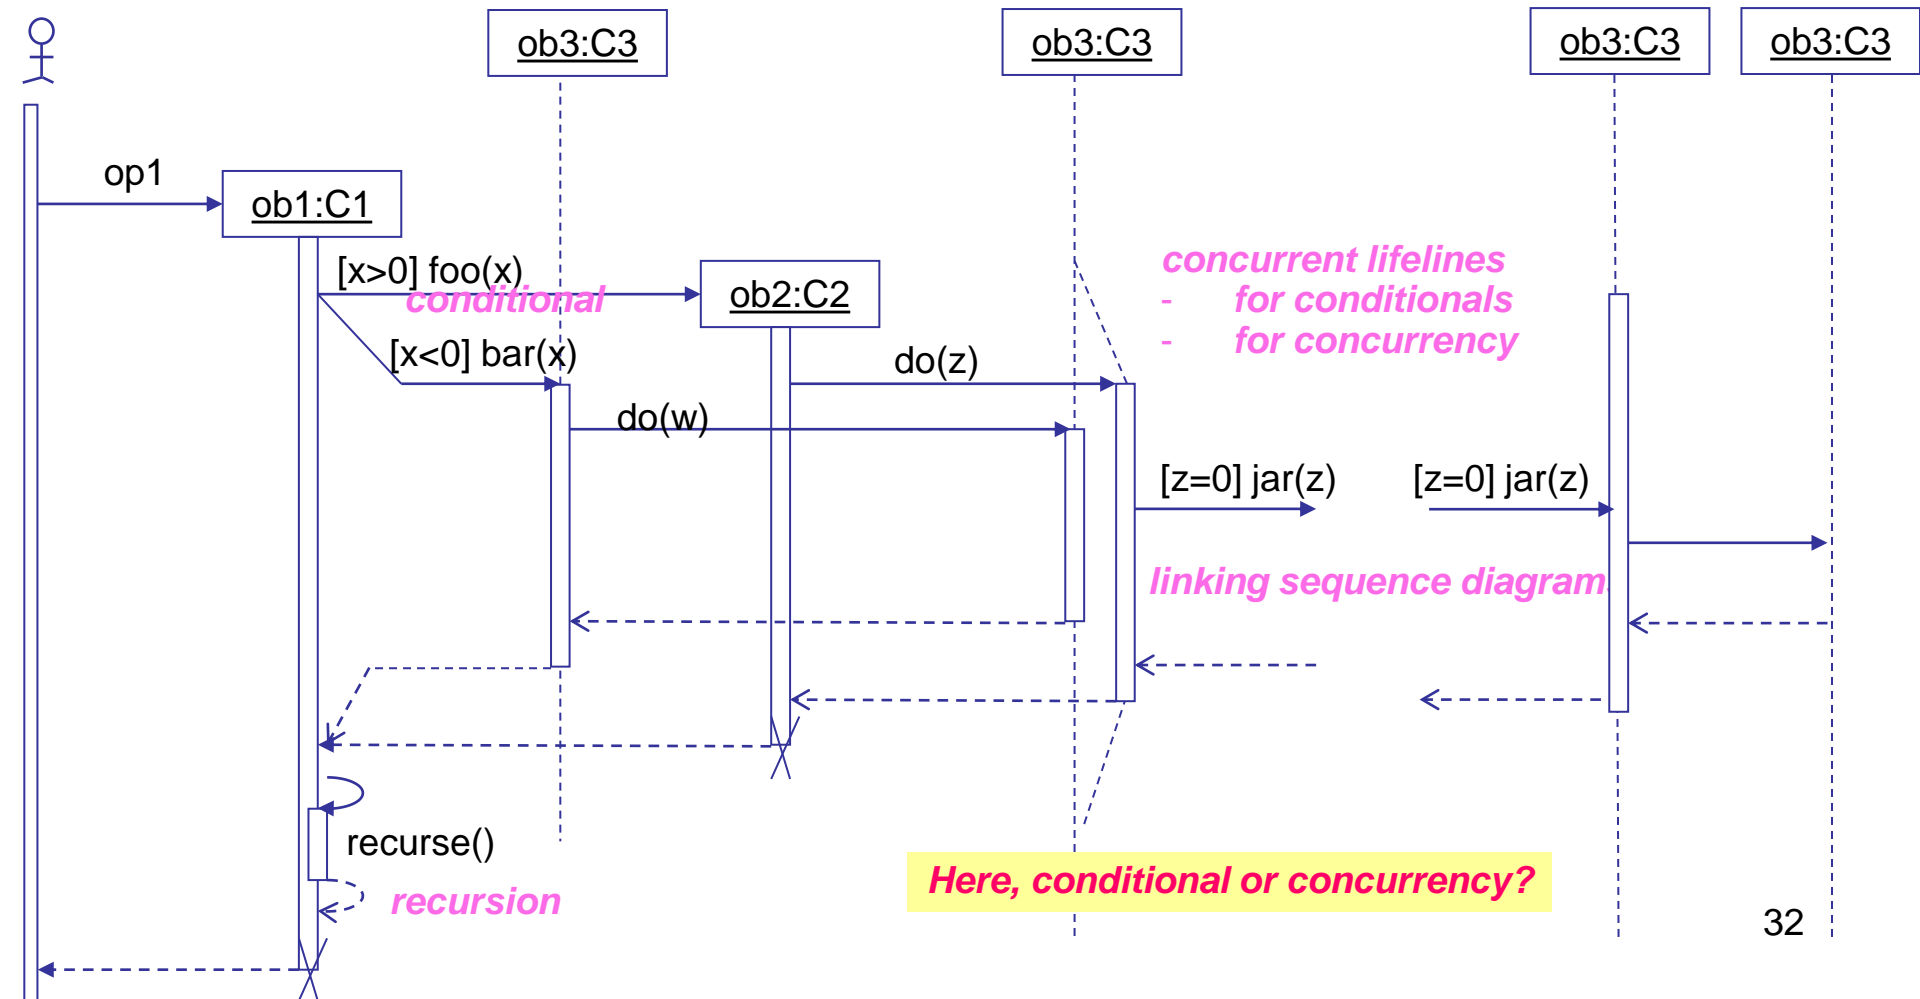 ob3:C3
ob3:C3
ob3:C3
ob3:C3
op1
ob1:C1
[x>0] foo(x)
conditional
ob2:C2
concurrent lifelines
- for conditionals
- for concurrency
[x<0] bar(x)
do(z)
do(w)
[z=0] jar(z)
[z=0] jar(z)
linking sequence diagram
recurse()
recursion
Here, conditional or concurrency?
32